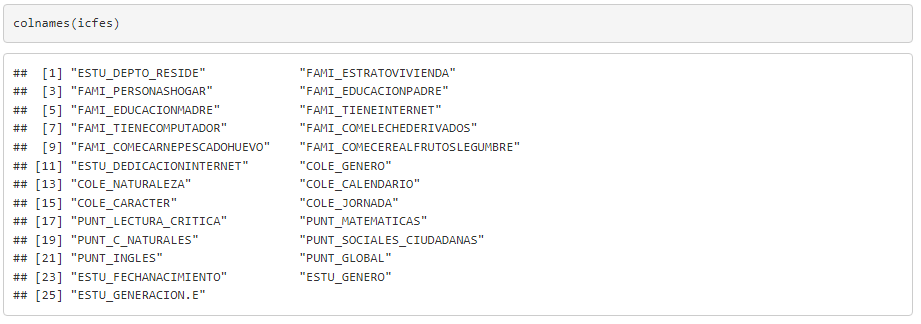 colnames(icfes)
##  [1] "ESTU_DEPTO_RESIDE"             "FAMI_ESTRATOVIVIENDA"
##  [3] "FAMI_PERSONASHOGAR"            "FAMI_EDUCACIONPADRE"
##  [5] "FAMI_EDUCACIONMADRE"           "FAMI_TIENEINTERNET"
##  [7] "FAMI_TIENECOMPUTADOR"          "FAMI_COMELECHEDERIVADOS"
##  [9] "FAMI_COMECARNEPESCADOHUEVO"    "FAMI_COMECEREALFRUTOSLEGUMBRE"
## [11] "ESTU_DEDICACIONINTERNET"       "COLE_GENERO"
## [13] "COLE_NATURALEZA"               "COLE_CALENDARIO"
## [15] "COLE_CARACTER"                 "COLE_JORNADA"
## [17] "PUNT_LECTURA_CRITICA"          "PUNT_MATEMATICAS"
## [19] "PUNT_C_NATURALES"              "PUNT_SOCIALES_CIUDADANAS"
## [21] "PUNT_INGLES"                   "PUNT_GLOBAL"
## [23] "ESTU_FECHANACIMIENTO"          "ESTU_GENERO"
## [25] "ESTU_GENERACION.E"